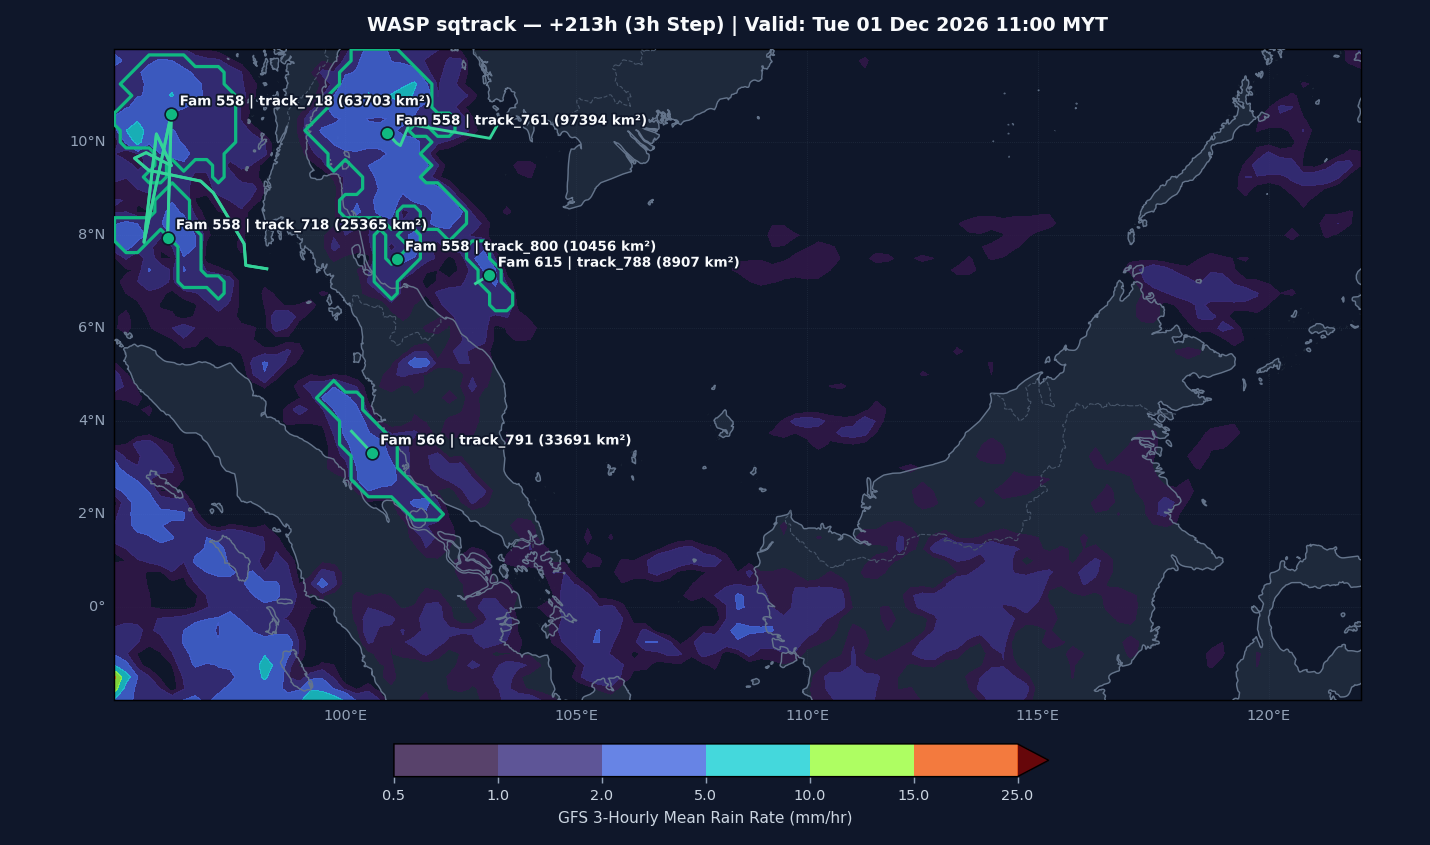 WASP sqtrack — +213h (3h Step) | Valid: Tue 01 Dec 2026 11:00 MYT
Fam 558 | track_718 (63703 km²)
Fam 558 | track_761 (97394 km²)
10°N
Fam 558 | track_718 (25365 km²)
8°N
Fam 558 | track_800 (10456 km²)
Fam 615 | track_788 (8907 km²)
6°N
4°N
Fam 566 | track_791 (33691 km²)
2°N
0°
100°E 105°E 110°E 115°E 120°E
0.5 1.0 2.0 5.0 10.0 15.0 25.0
GFS 3-Hourly Mean Rain Rate (mm/hr)